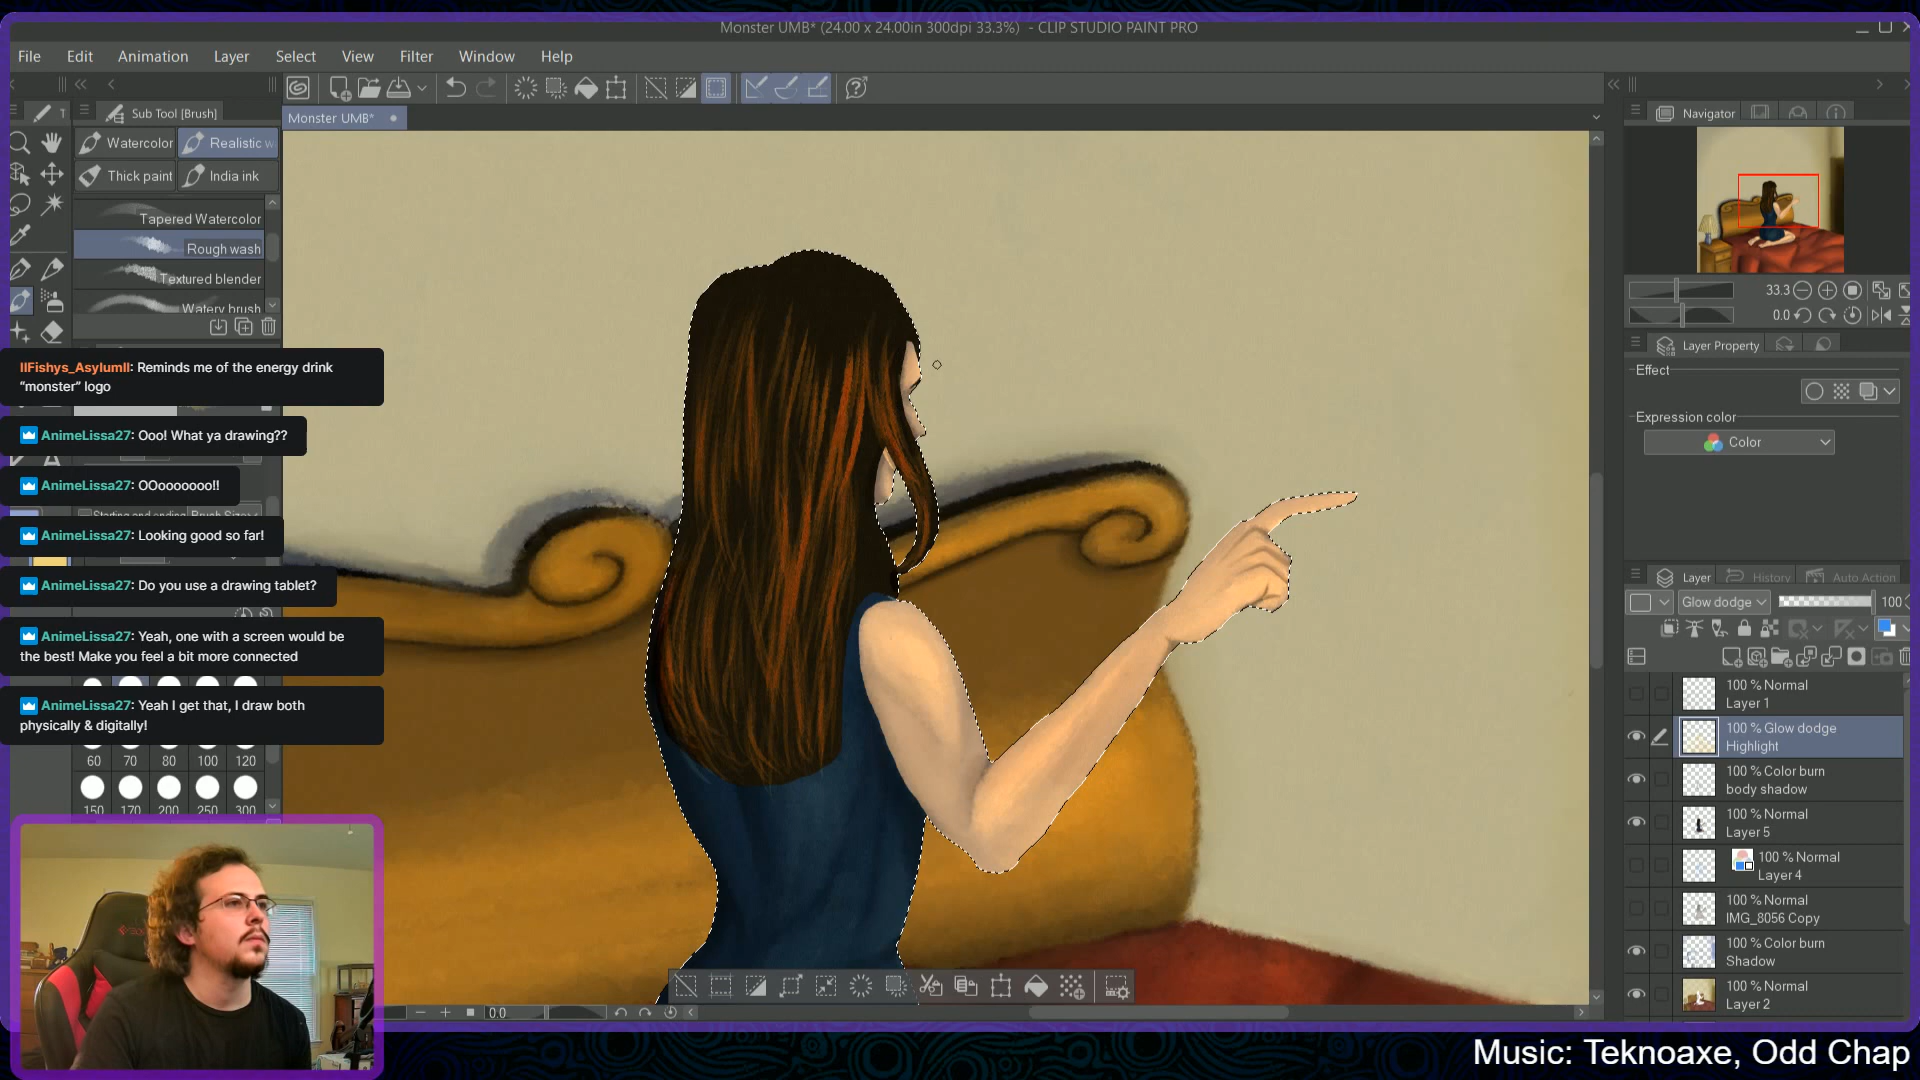 Monster UMB* (24.00 x 24.00in 300dpi 33.3%) - CLIP STUDIO PAINT PRO
File Edit Animation Layer Select View Filter Window Help
Sub Tool [Brush]
Monster UMB*
Navigator
Watercolor
Realistic w
Thick paint
India ink
Tapered Watercolor
Rough wash
Textured blender
Watery brush
33.3
0.0
Layer Property
Effect
Expression color
Color
IIFishys_AsylumII: Reminds me of the energy drink
“monster” logo
AnimeLissa27: Ooo! What ya drawing??
AnimeLissa27: OOooooooo!!
Starting and ending Brush Size
AnimeLissa27: Looking good so far!
AnimeLissa27: Do you use a drawing tablet?
AnimeLissa27: Yeah, one with a screen would be
the best! Make you feel a bit more connected
AnimeLissa27: Yeah I get that, I draw both
physically & digitally!
60 70 80 100 120
150 170 200 250 300
Layer History Auto Action
Glow dodge 100
100 % Normal
Layer 1
100 % Glow dodge
Highlight
100 % Color burn
body shadow
100 % Normal
Layer 5
100 % Normal
Layer 4
100 % Normal
IMG_8056 Copy
100 % Color burn
Shadow
100 % Normal
Layer 2
0.0
Music: Teknoaxe, Odd Chap